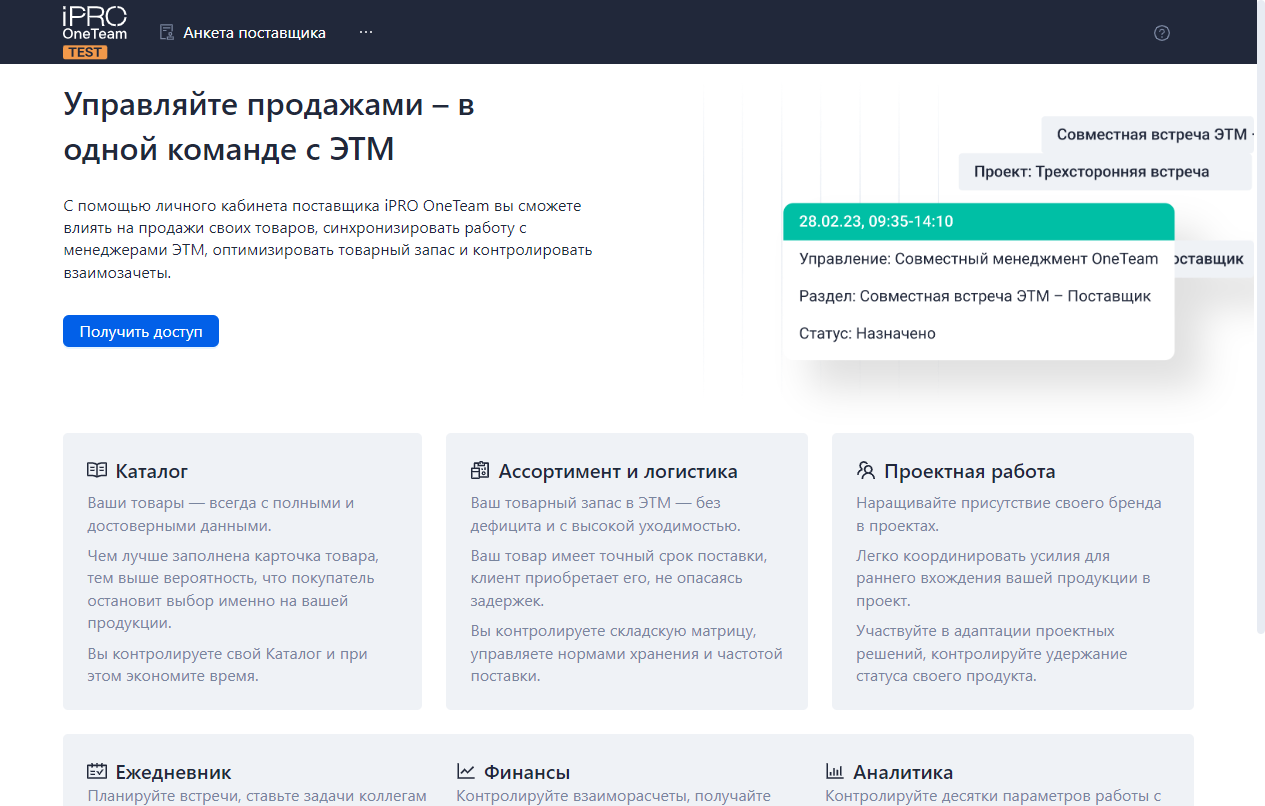 iPRO
OneTeam
TEST
Анкета поставщика
···
Управляйте продажами – в
одной команде с ЭТМ
С помощью личного кабинета поставщика iPRO OneTeam вы сможете
влиять на продажи своих товаров, синхронизировать работу с
менеджерами ЭТМ, оптимизировать товарный запас и контролировать
взаимозачеты.
Получить доступ
Совместная встреча ЭТМ -
Проект: Трехсторонняя встреча
28.02.23, 09:35-14:10
Управление: Совместный менеджмент OneTeam
оставщик
Раздел: Совместная встреча ЭТМ – Поставщик
Статус: Назначено
Каталог
Ваши товары — всегда с полными и
достоверными данными.
Чем лучше заполнена карточка товара,
тем выше вероятность, что покупатель
остановит выбор именно на вашей
продукции.
Вы контролируете свой Каталог и при
этом экономите время.
Ассортимент и логистика
Ваш товарный запас в ЭТМ — без
дефицита и с высокой уходимостью.
Ваш товар имеет точный срок поставки,
клиент приобретает его, не опасаясь
задержек.
Вы контролируете складскую матрицу,
управляете нормами хранения и частотой
поставки.
Проектная работа
Наращивайте присутствие своего бренда
в проектах.
Легко координировать усилия для
раннего вхождения вашей продукции в
проект.
Участвуйте в адаптации проектных
решений, контролируйте удержание
статуса своего продукта.
Ежедневник
Планируйте встречи, ставьте задачи коллегам
Финансы
Контролируйте взаиморасчеты, получайте
Аналитика
Контролируйте десятки параметров работы с